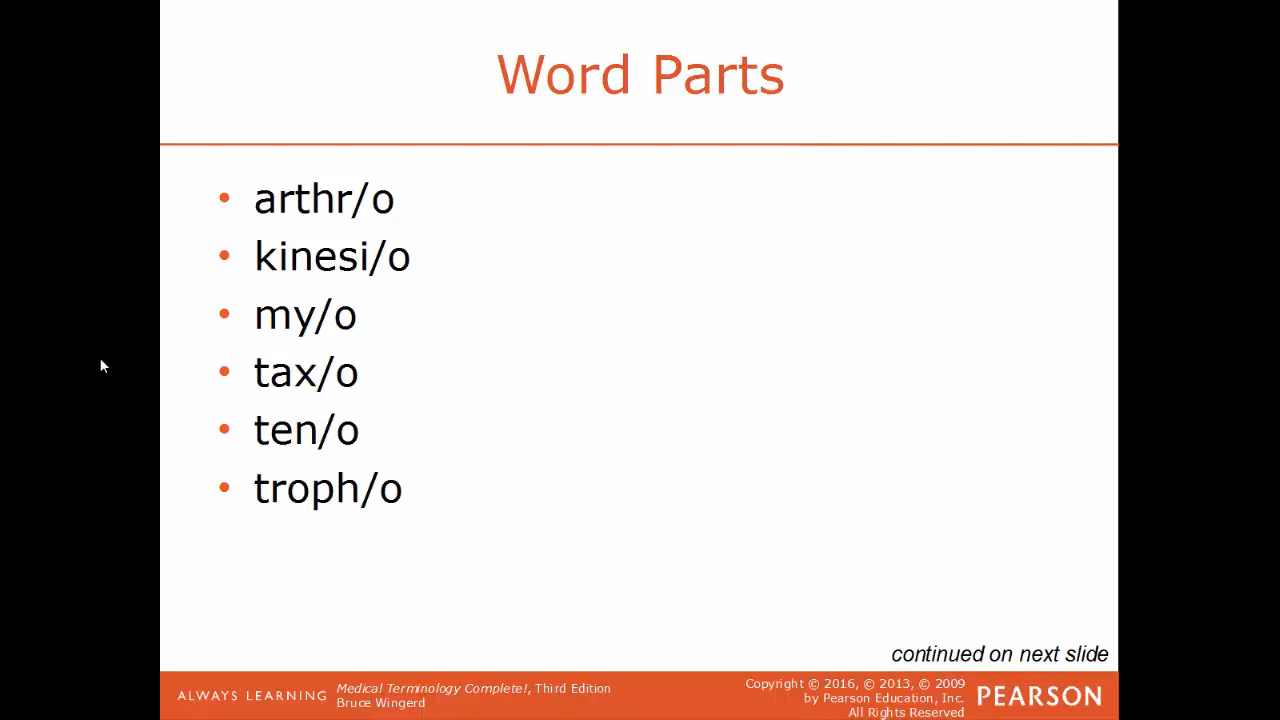 Word Parts
• arthr/o
• kinesi/o
• my/o
• tax/o
• ten/o
• troph/o
continued on next slide
ALWAYS LEARNING
Medical Terminology Complete!, Third Edition
Bruce Wingerd
Copyright © 2016, © 2013, © 2009
by Pearson Education, Inc.
All Rights Reserved
PEARSON